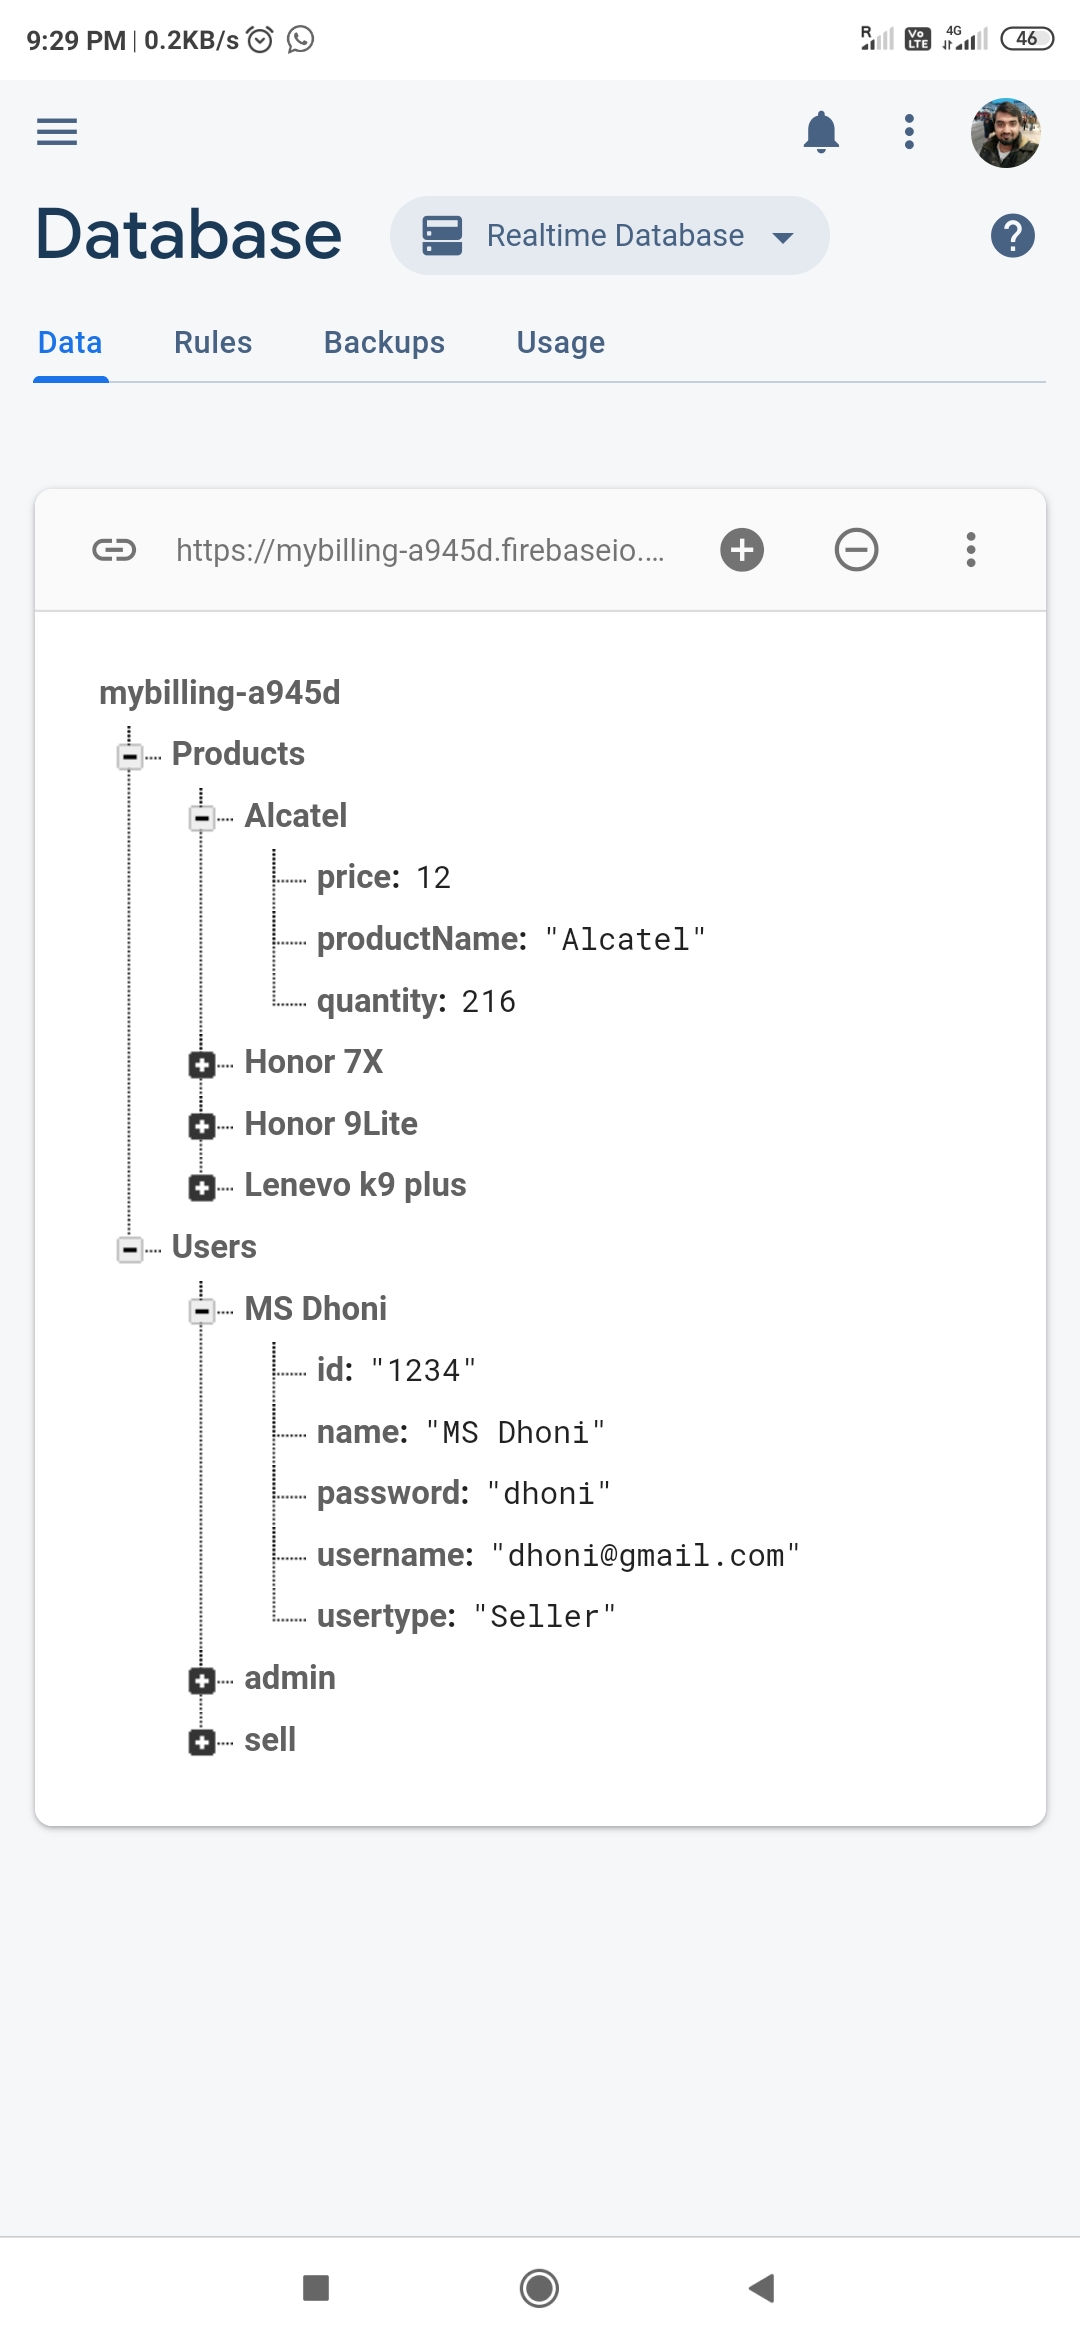 9:29 PM | 0.2KB/s R Vo LTE 4G 46
Database Realtime Database ?
Data Rules Backups Usage
https://mybilling-a945d.firebaseio....
mybilling-a945d
Products
Alcatel
price: 12
productName: "Alcatel"
quantity: 216
Honor 7X
Honor 9Lite
Lenevo k9 plus
Users
MS Dhoni
id: "1234"
name: "MS Dhoni"
password: "dhoni"
username: "dhoni@gmail.com"
usertype: "Seller"
admin
sell